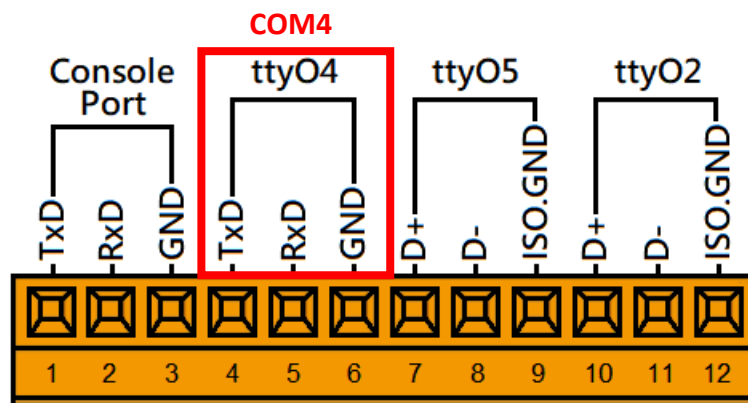 COM4
Console
Port
ttyO4
ttyO5
ttyO2
TxD RxD GND TxD RxD GND D+ D- ISO.GND D+ D- ISO.GND
1 2 3 4 5 6 7 8 9 10 11 12